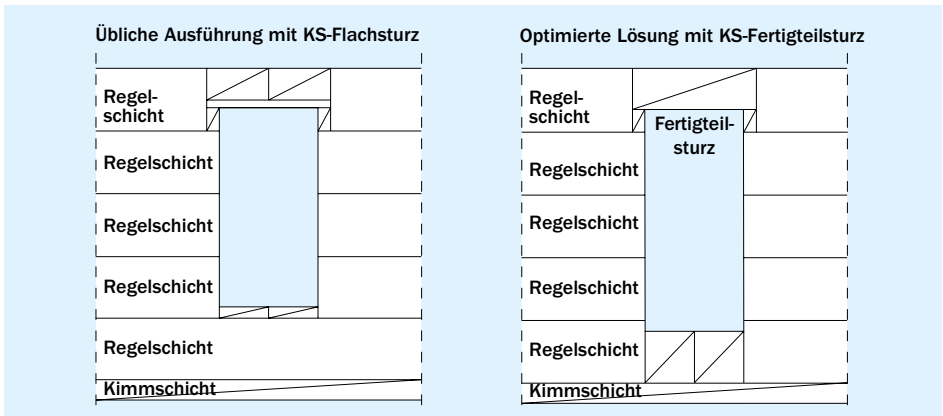 Übliche Ausführung mit KS-Flachsturz
Regel-
schicht
Regelschicht
Regelschicht
Regelschicht
Regelschicht
Kimmschicht
Optimierte Lösung mit KS-Fertigteilsturz
Regel-
schicht
Fertigteil-
sturz
Regelschicht
Regelschicht
Regelschicht
Regelschicht
Kimmschicht